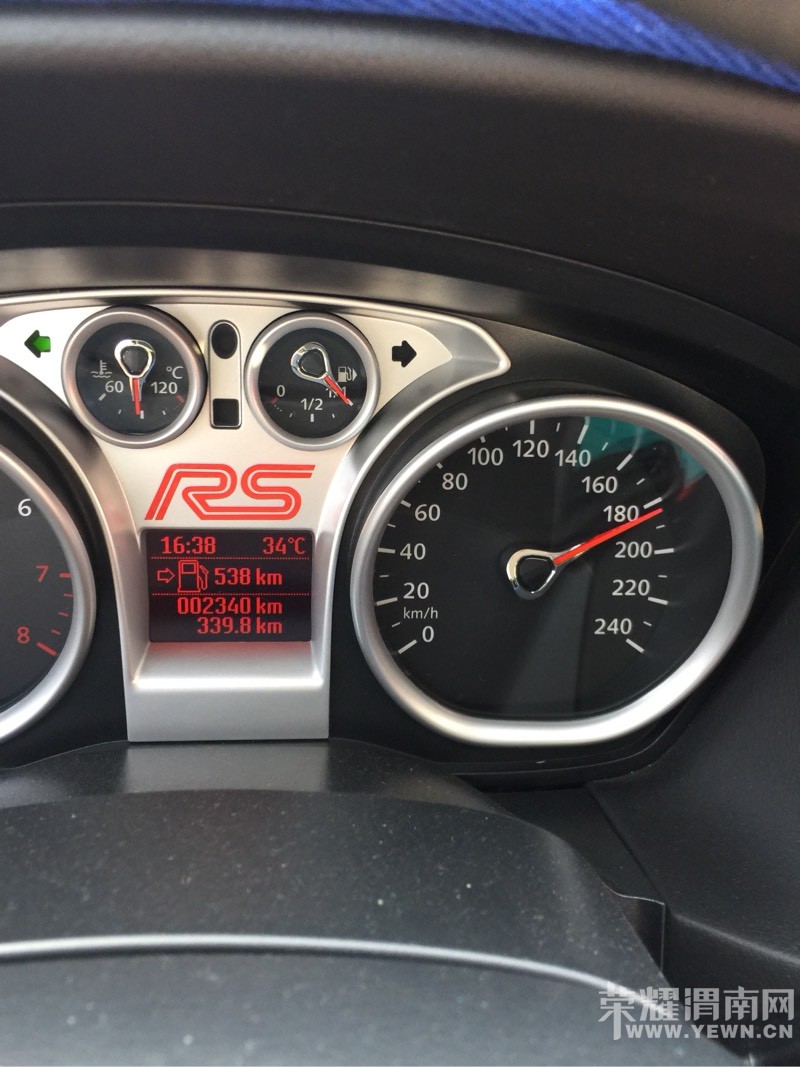 60 °C 120
0 1/2 1/1
RS
16:38 34°C
538 km
002340 km
339.8 km
6
7
8
0
20
40
60
80
100
120
140
160
180
200
220
240
km/h
荣耀渭南网
WWW.YEWN.CN